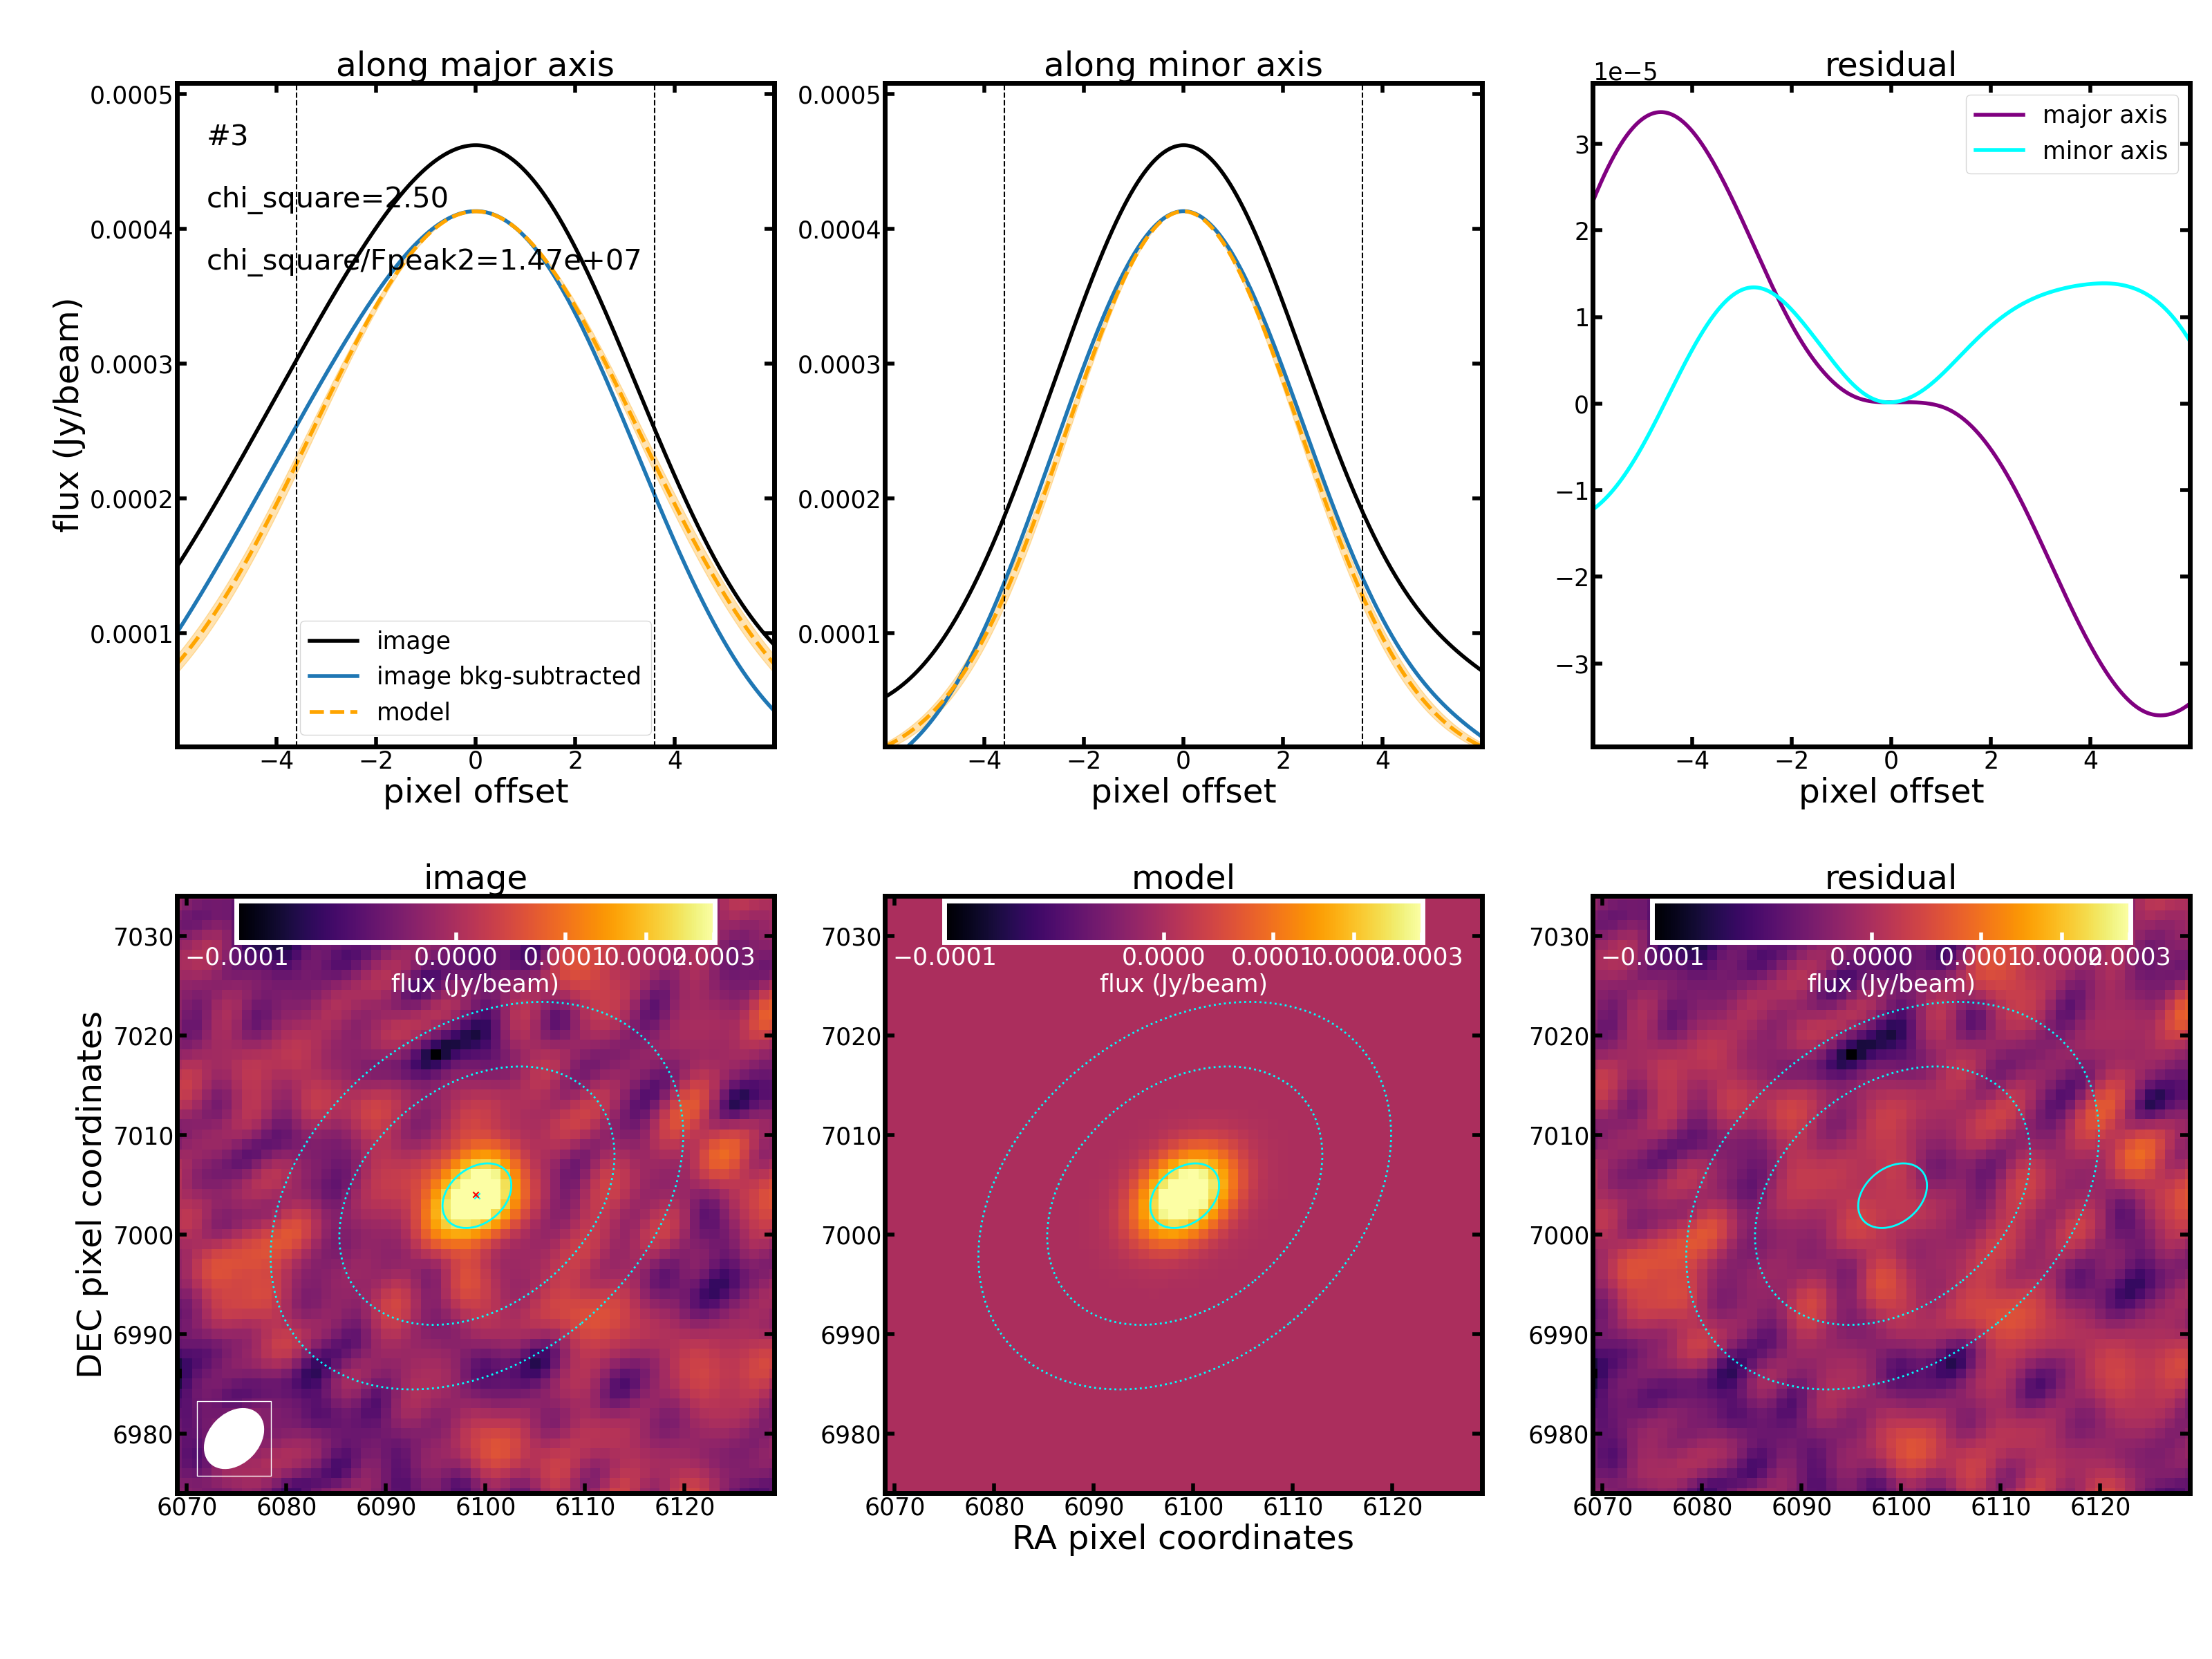 along major axis
along minor axis
residual
1e−5
#3
chi_square=2.50
chi_square/Fpeak2=1.47e+07
0.0005
0.0004
0.0003
0.0002
0.0001
flux (Jy/beam)
image
image bkg-subtracted
model
−4 −2 0 2 4
pixel offset
0.0005
0.0004
0.0003
0.0002
0.0001
−4 −2 0 2 4
pixel offset
major axis
minor axis
3
2
1
0
−1
−2
−3
−4 −2 0 2 4
pixel offset
image
model
residual
−0.0001 0.0000 0.0001 0.0002 0.0003
flux (Jy/beam)
7030
7020
7010
7000
6990
6980
DEC pixel coordinates
6070 6080 6090 6100 6110 6120
−0.0001 0.0000 0.0001 0.0002 0.0003
flux (Jy/beam)
7030
7020
7010
7000
6990
6980
6070 6080 6090 6100 6110 6120
RA pixel coordinates
−0.0001 0.0000 0.0001 0.0002 0.0003
flux (Jy/beam)
7030
7020
7010
7000
6990
6980
6070 6080 6090 6100 6110 6120